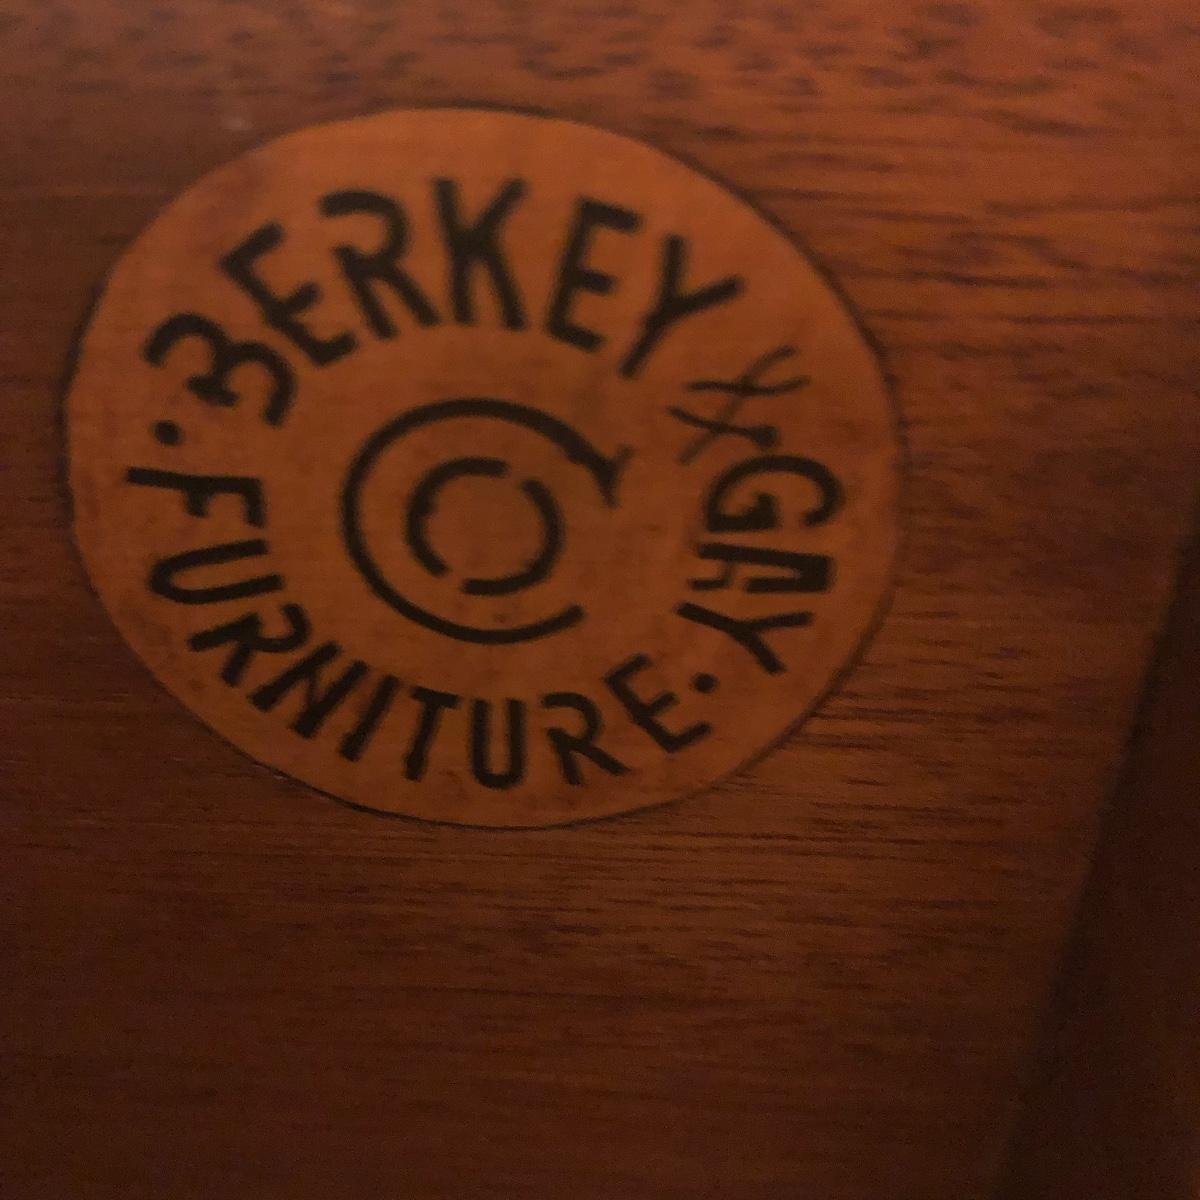 BERKEY & GAY
· FURNITURE ·